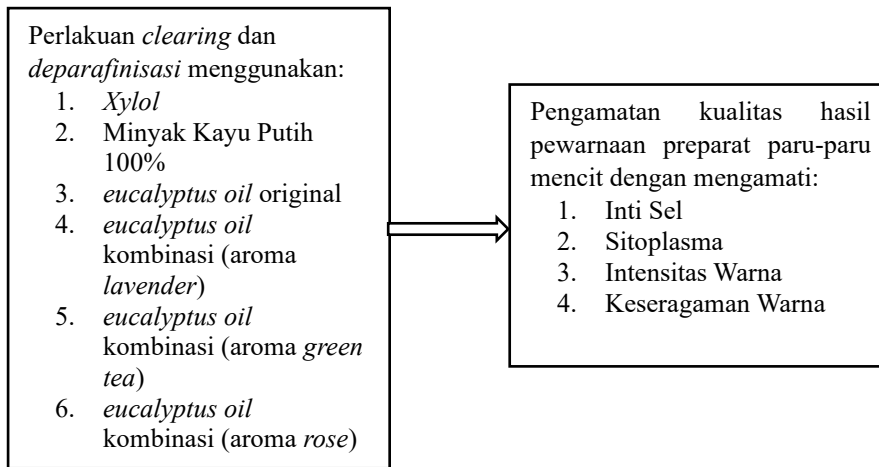 Perlakuan clearing dan
deparafinisasi menggunakan:
1. Xylol
2. Minyak Kayu Putih
100%
3. eucalyptus oil original
4. eucalyptus oil
kombinasi (aroma
lavender)
5. eucalyptus oil
kombinasi (aroma green
tea)
6. eucalyptus oil
kombinasi (aroma rose)
Pengamatan kualitas hasil
pewarnaan preparat paru-paru
mencit dengan mengamati:
1. Inti Sel
2. Sitoplasma
3. Intensitas Warna
4. Keseragaman Warna